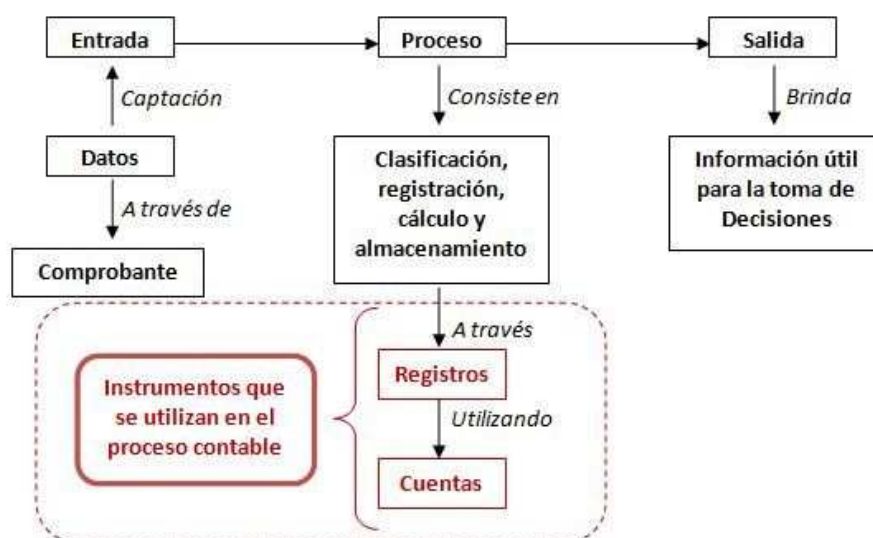 Entrada
Proceso
Salida
Captación
Consiste en
Brinda
Datos
Clasificación,
registración,
cálculo y
almacenamiento
Información útil
para la toma de
Decisiones
A través de
Comprobante
A través
Instrumentos que
se utilizan en el
proceso contable
Registros
Utilizando
Cuentas